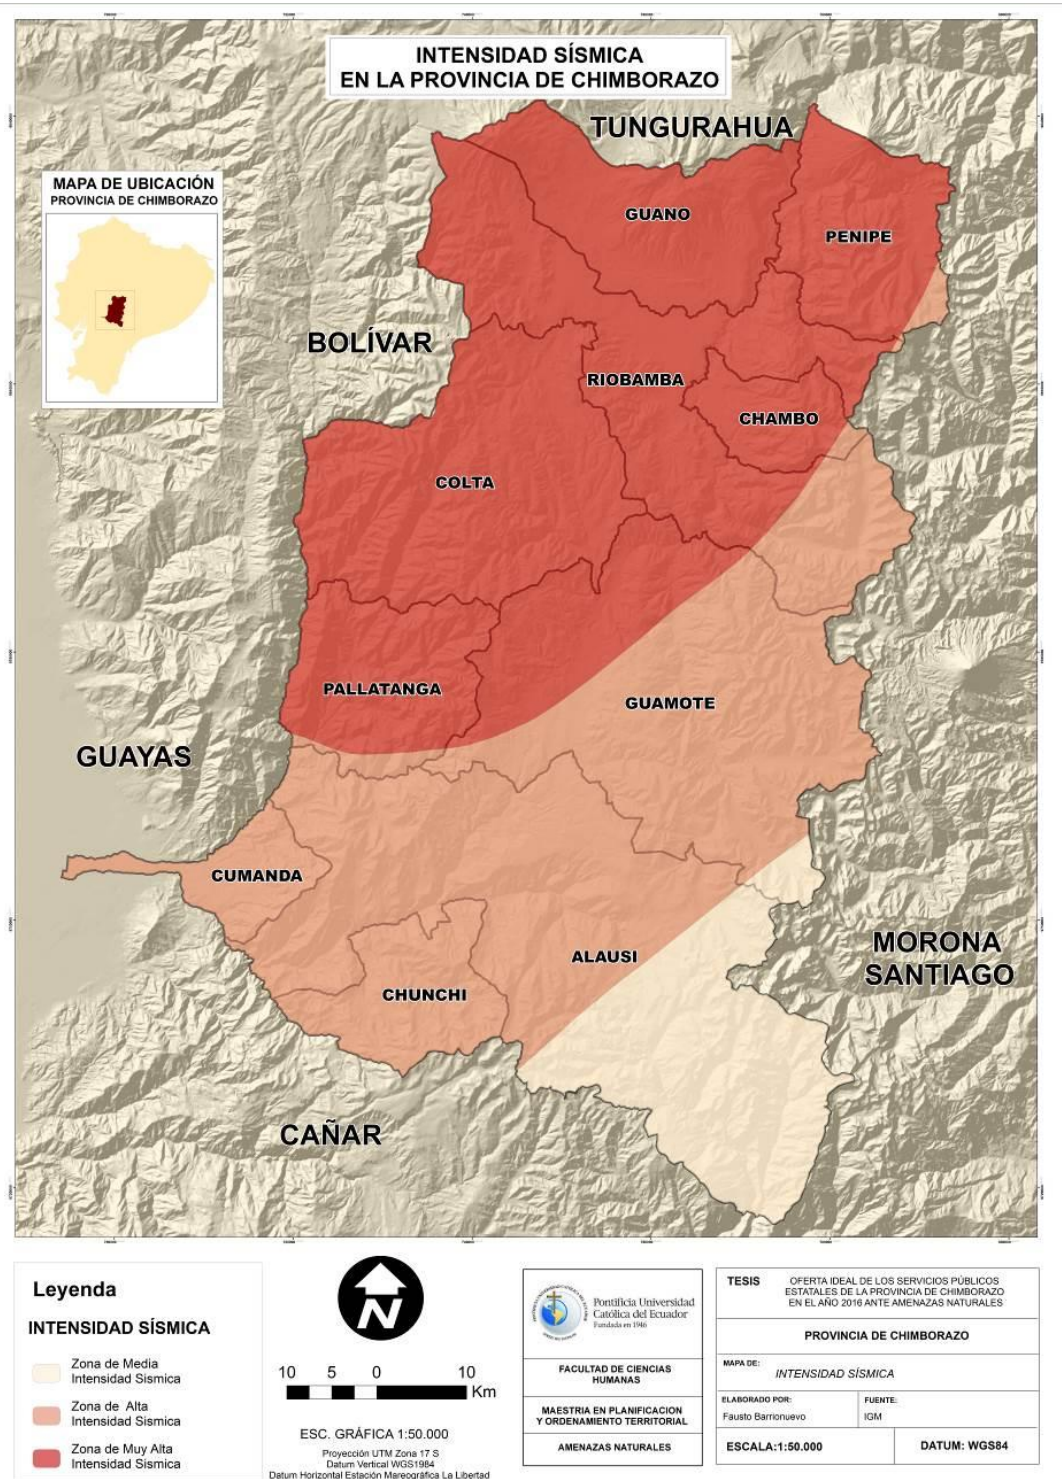 INTENSIDAD SÍSMICA
EN LA PROVINCIA DE CHIMBORAZO
TUNGURAHUA
MAPA DE UBICACIÓN
PROVINCIA DE CHIMBORAZO
GUANO
PENIPE
BOLÍVAR
RIOBAMBA
CHAMBO
COLTA
PALLATANGA
GUAMOTE
GUAYAS
CUMANDA
ALAUSI
MORONA
SANTIAGO
CHUNCHI
CAÑAR
Leyenda
INTENSIDAD SÍSMICA
Zona de Media
Intensidad Sismica
Zona de Alta
Intensidad Sismica
Zona de Muy Alta
Intensidad Sismica
N
10 5 0 10
Km
ESC. GRÁFICA 1:50.000
Proyección UTM Zona 17 S
Datum Vertical WGS1984
Datum Horizontal Estación Mareográfica La Libertad
Pontificia Universidad
Católica del Ecuador
Fundada en 1946
FACULTAD DE CIENCIAS
HUMANAS
MAESTRIA EN PLANIFICACION
Y ORDENAMIENTO TERRITORIAL
AMENAZAS NATURALES
TESIS OFERTA IDEAL DE LOS SERVICIOS PÚBLICOS
ESTATALES DE LA PROVINCIA DE CHIMBORAZO
EN EL AÑO 2016 ANTE AMENAZAS NATURALES
PROVINCIA DE CHIMBORAZO
MAPA DE:
INTENSIDAD SÍSMICA
ELABORADO POR:
Fausto Barrionuevo
FUENTE:
IGM
ESCALA:1:50.000
DATUM: WGS84